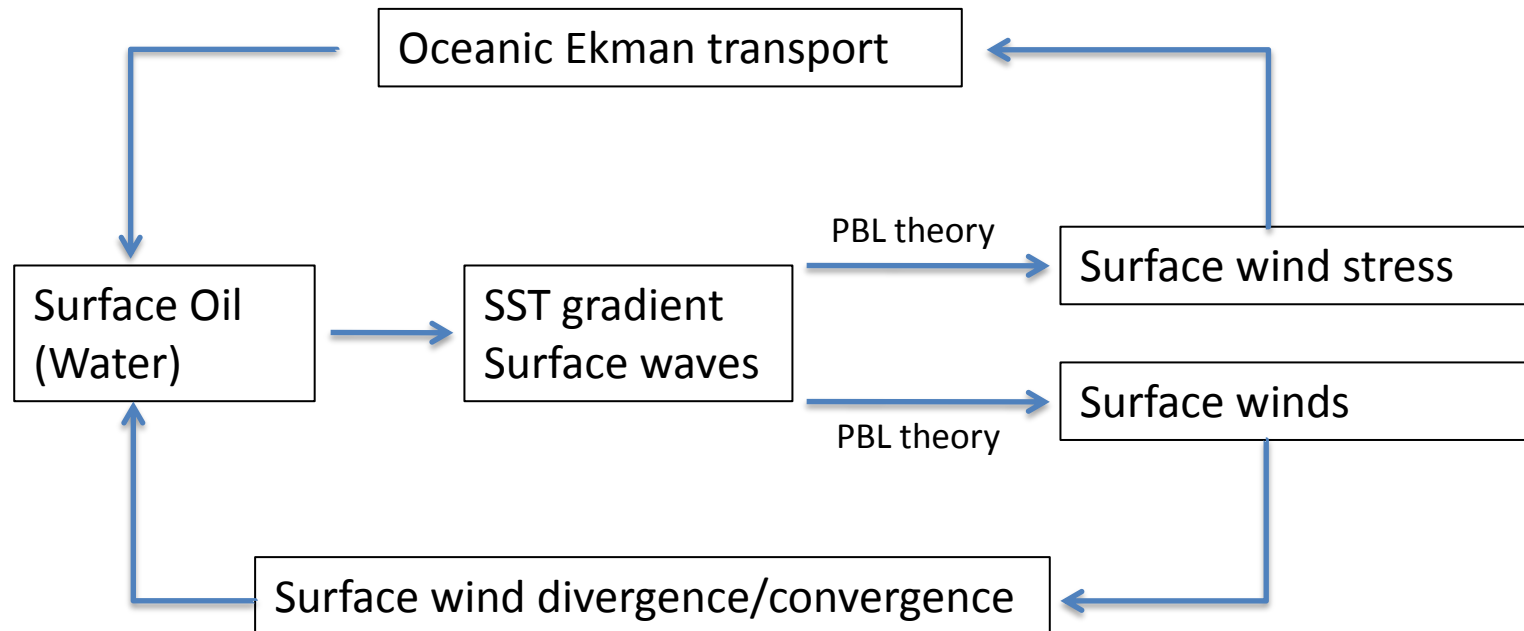 Oceanic Ekman transport
PBL theory
Surface wind stress
Surface Oil
(Water)
SST gradient
Surface waves
Surface winds
PBL theory
Surface wind divergence/convergence